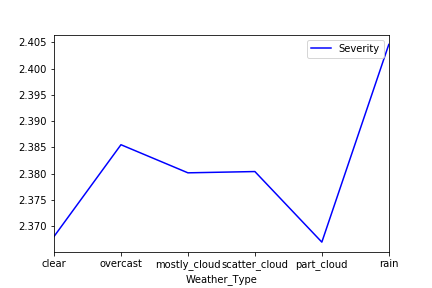 2.405
Severity
2.400
2.395
2.390
2.385
2.380
2.375
2.370
clear overcast mostly_cloud scatter_cloud part_cloud rain
Weather_Type